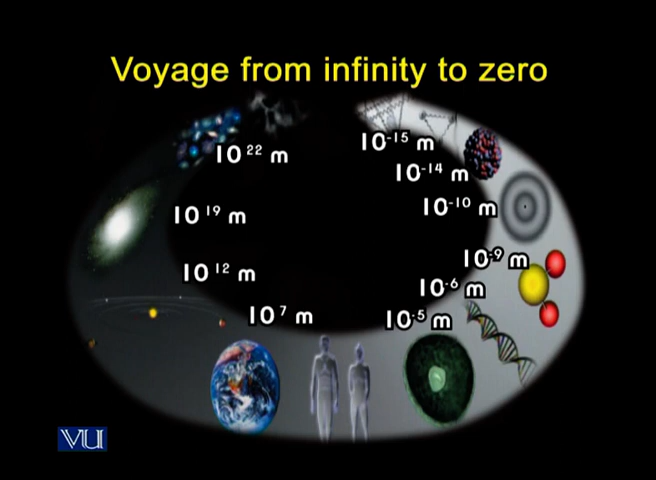 Voyage from infinity to zero
10²² m
10¹⁹ m
10¹² m
10⁷ m
10⁻⁵ m
10⁻⁶ m
10⁻⁹ m
10⁻¹⁰ m
10⁻¹⁴ m
10⁻¹⁵ m
VU